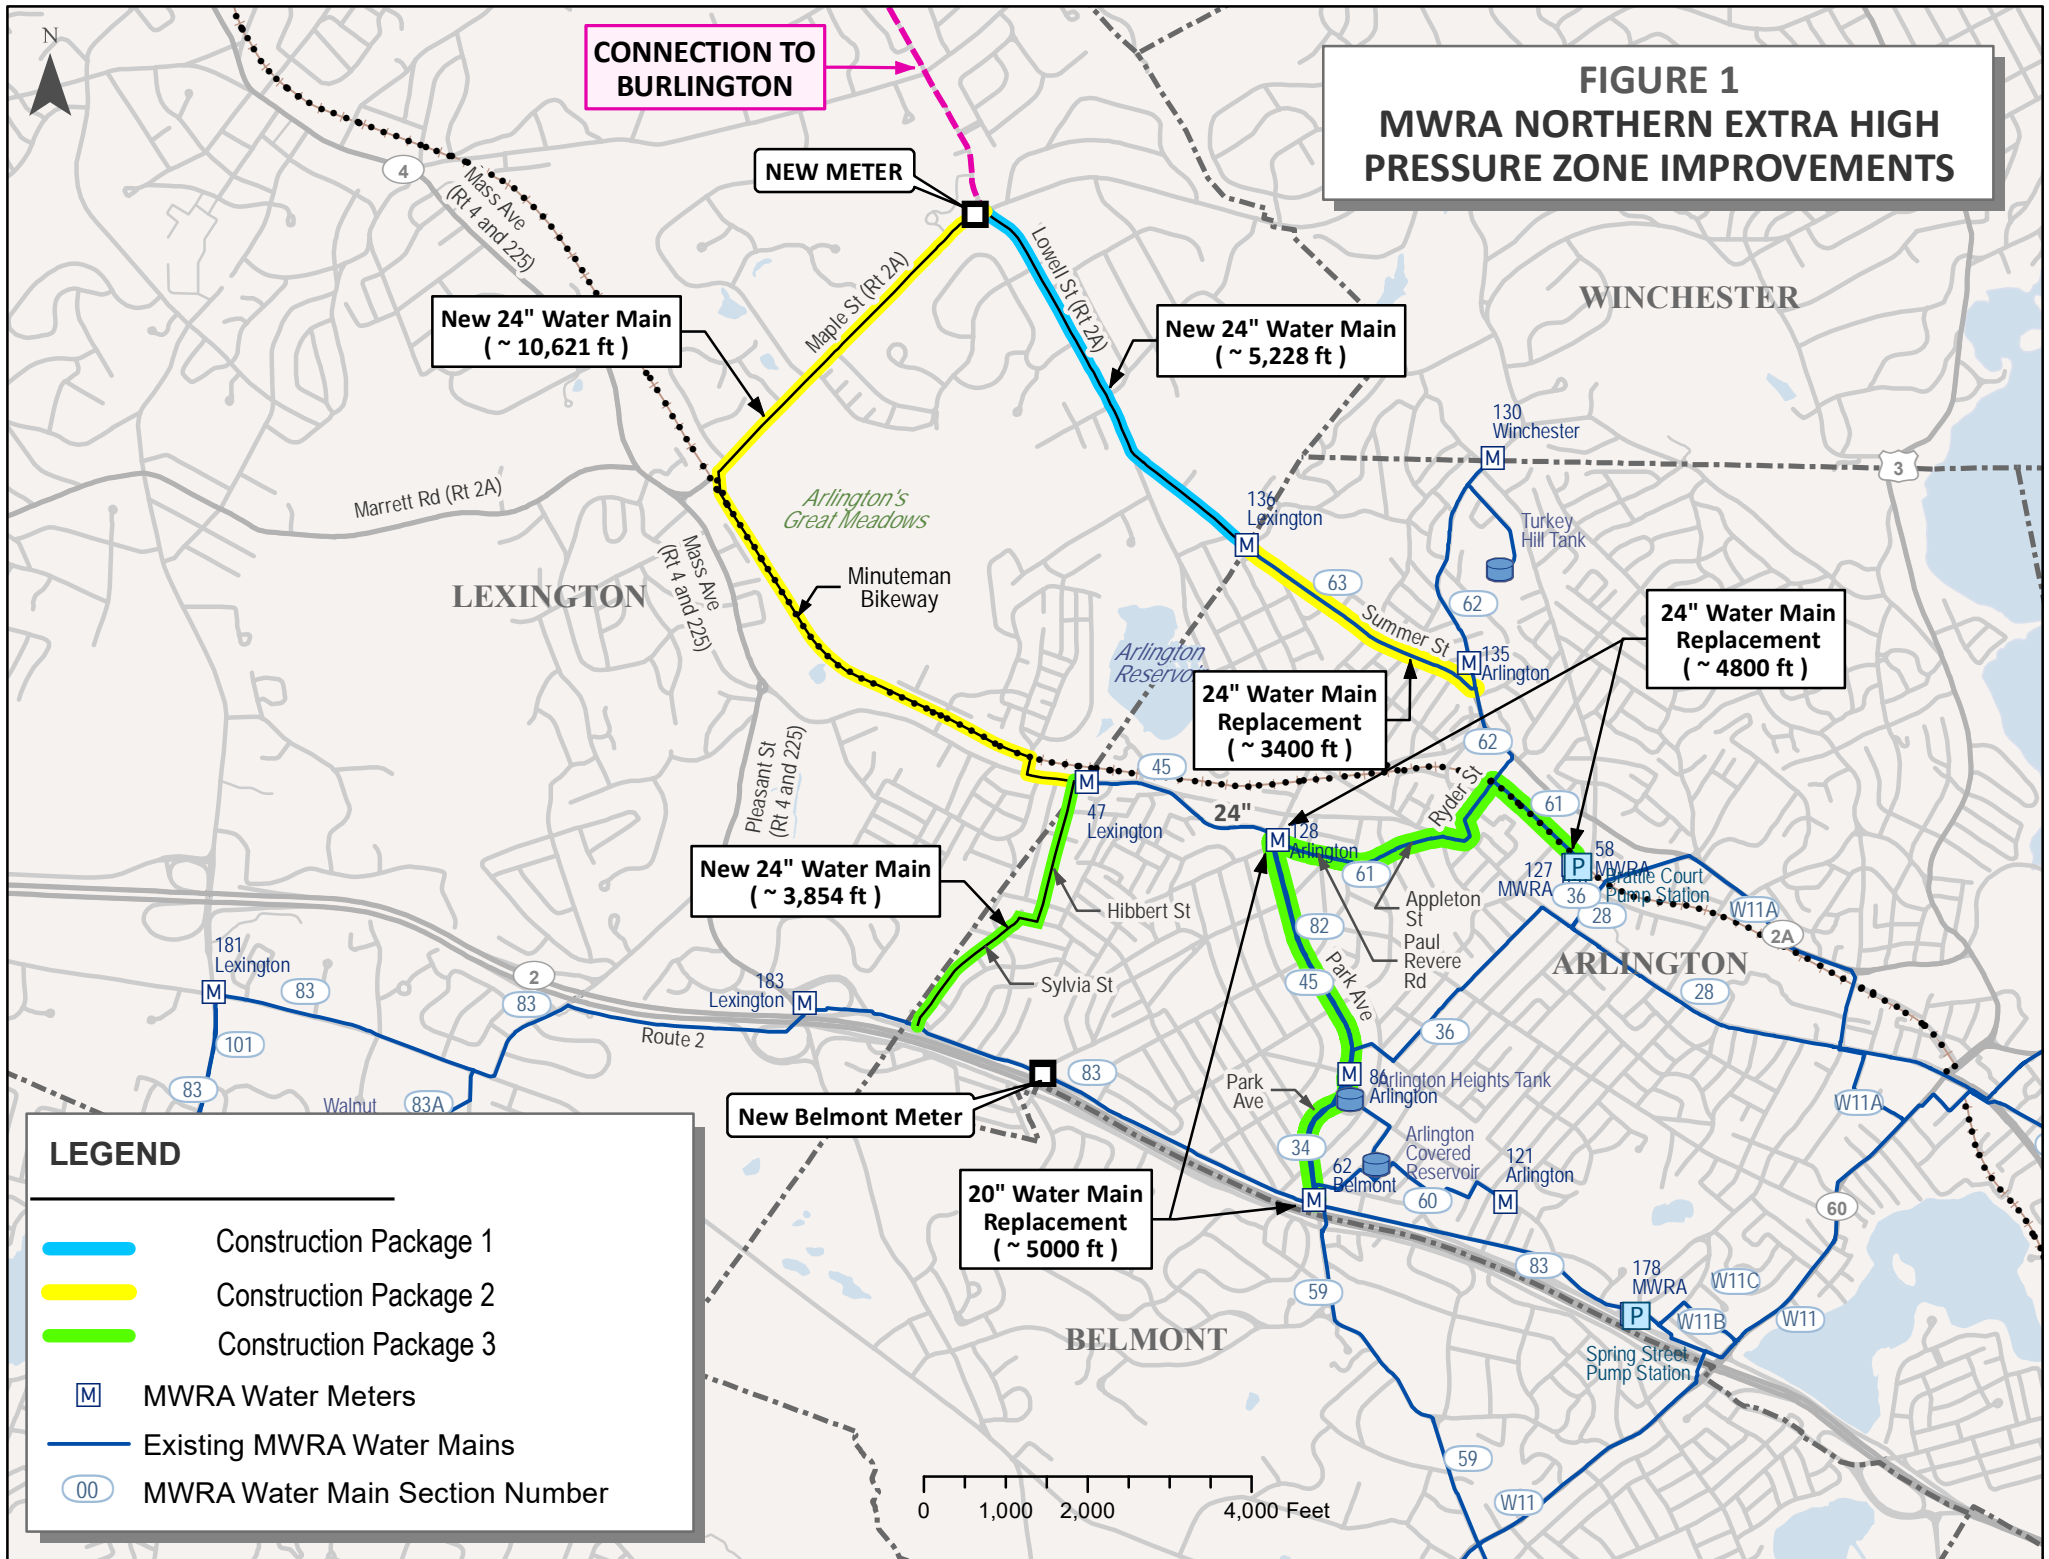 N
CONNECTION TO
BURLINGTON
FIGURE 1
MWRA NORTHERN EXTRA HIGH
PRESSURE ZONE IMPROVEMENTS
4
Mass Ave
(Rt 4 and 225)
NEW METER
Lowell St (Rt 2A)
Maple St (Rt 2A)
WINCHESTER
New 24" Water Main
( ~ 10,621 ft )
New 24" Water Main
( ~ 5,228 ft )
130
Winchester
M
3
Marrett Rd (Rt 2A)
Arlington's
Great Meadows
136
Lexington
M
Turkey
Hill Tank
Mass Ave
(Rt 4 and 225)
LEXINGTON
Minuteman
Bikeway
63
62
Summer St
24" Water Main
Replacement
( ~ 4800 ft )
Arlington
Reservoir
M
135
Arlington
24" Water Main
Replacement
( ~ 3400 ft )
Pleasant St
(Rt 4 and 225)
62
45
M
47
Lexington
24"
Ryder St
61
M
128
Arlington
61
New 24" Water Main
( ~ 3,854 ft )
Hibbert St
Appleton
St
Paul
Revere
Rd
P
58
MWRA
127
MWRA
Brattle Court
Pump Station
36
28
W11A
2A
82
Park Ave
45
ARLINGTON
28
181
Lexington
M
83
2
83
183
Lexington
M
Sylvia St
Route 2
101
83
36
83
Walnut
83A
New Belmont Meter
Park
Ave
M
86
Arlington
Arlington Heights Tank
W11A
34
Arlington
Covered
Reservoir
62
Belmont
M
60
121
Arlington
M
20" Water Main
Replacement
( ~ 5000 ft )
60
83
59
178
MWRA
P
W11C
W11B
W11
Spring Street
Pump Station
BELMONT
59
W11
LEGEND
Construction Package 1
Construction Package 2
Construction Package 3
M MWRA Water Meters
Existing MWRA Water Mains
00 MWRA Water Main Section Number
0 1,000 2,000 4,000 Feet